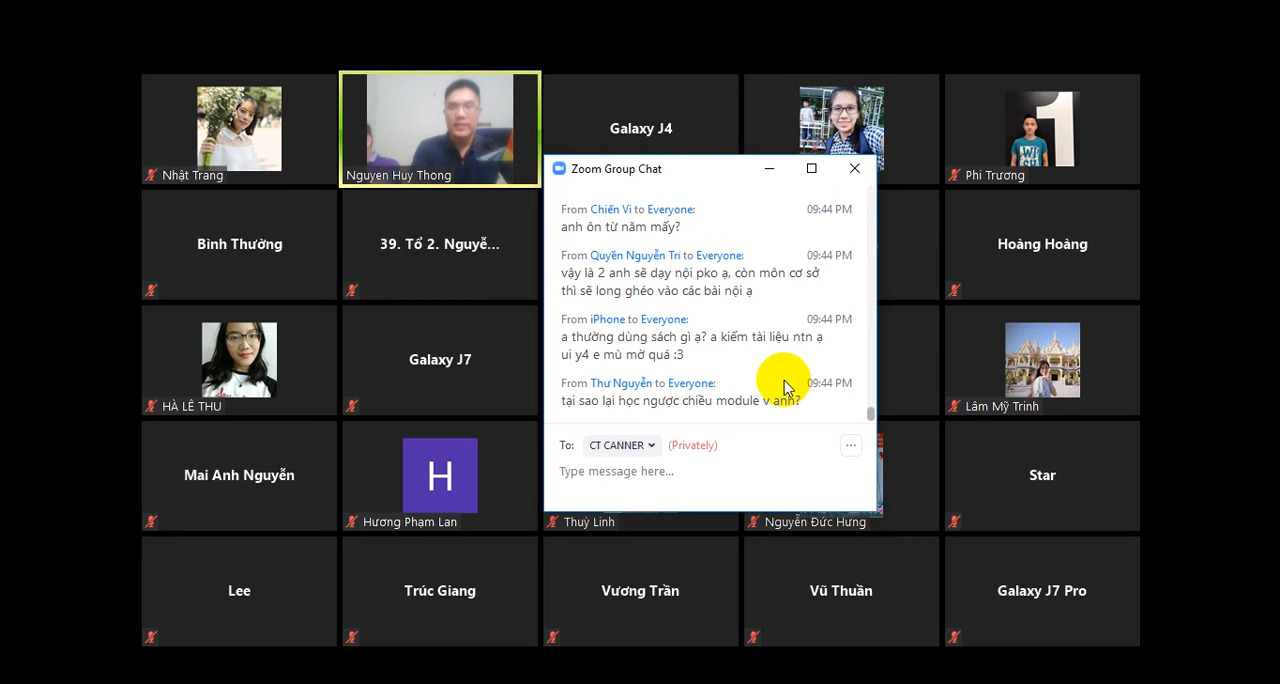 Nhật Trang
Nguyen Huy Thong
Galaxy J4
Phi Trương
Zoom Group Chat
From Chiến Vi to Everyone: 09:44 PM
anh ôn từ năm mấy?
From Quyền Nguyễn Tri to Everyone: 09:44 PM
vậy là 2 anh sẽ dạy nội pko ạ, còn môn cơ sở
thì sẽ long ghéo vào các bài nội ạ
From iPhone to Everyone: 09:44 PM
a thường dùng sách gì ạ? a kiếm tài liệu ntn ạ
ui y4 e mù mờ quá :3
From Thư Nguyễn to Everyone: 09:44 PM
tại sao lại học ngược chiều module v anh?
To: CT CANNER (Privately)
...
Type message here...
Bình Thường
39. Tổ 2. Nguyễ...
Hoàng Hoàng
HÀ LÊ THU
Galaxy J7
Lâm Mỹ Trinh
Mai Anh Nguyễn
H
Hương Phạm Lan
Thuỳ Linh
Nguyễn Đức Hưng
Star
Lee
Trúc Giang
Vương Trần
Vũ Thuần
Galaxy J7 Pro